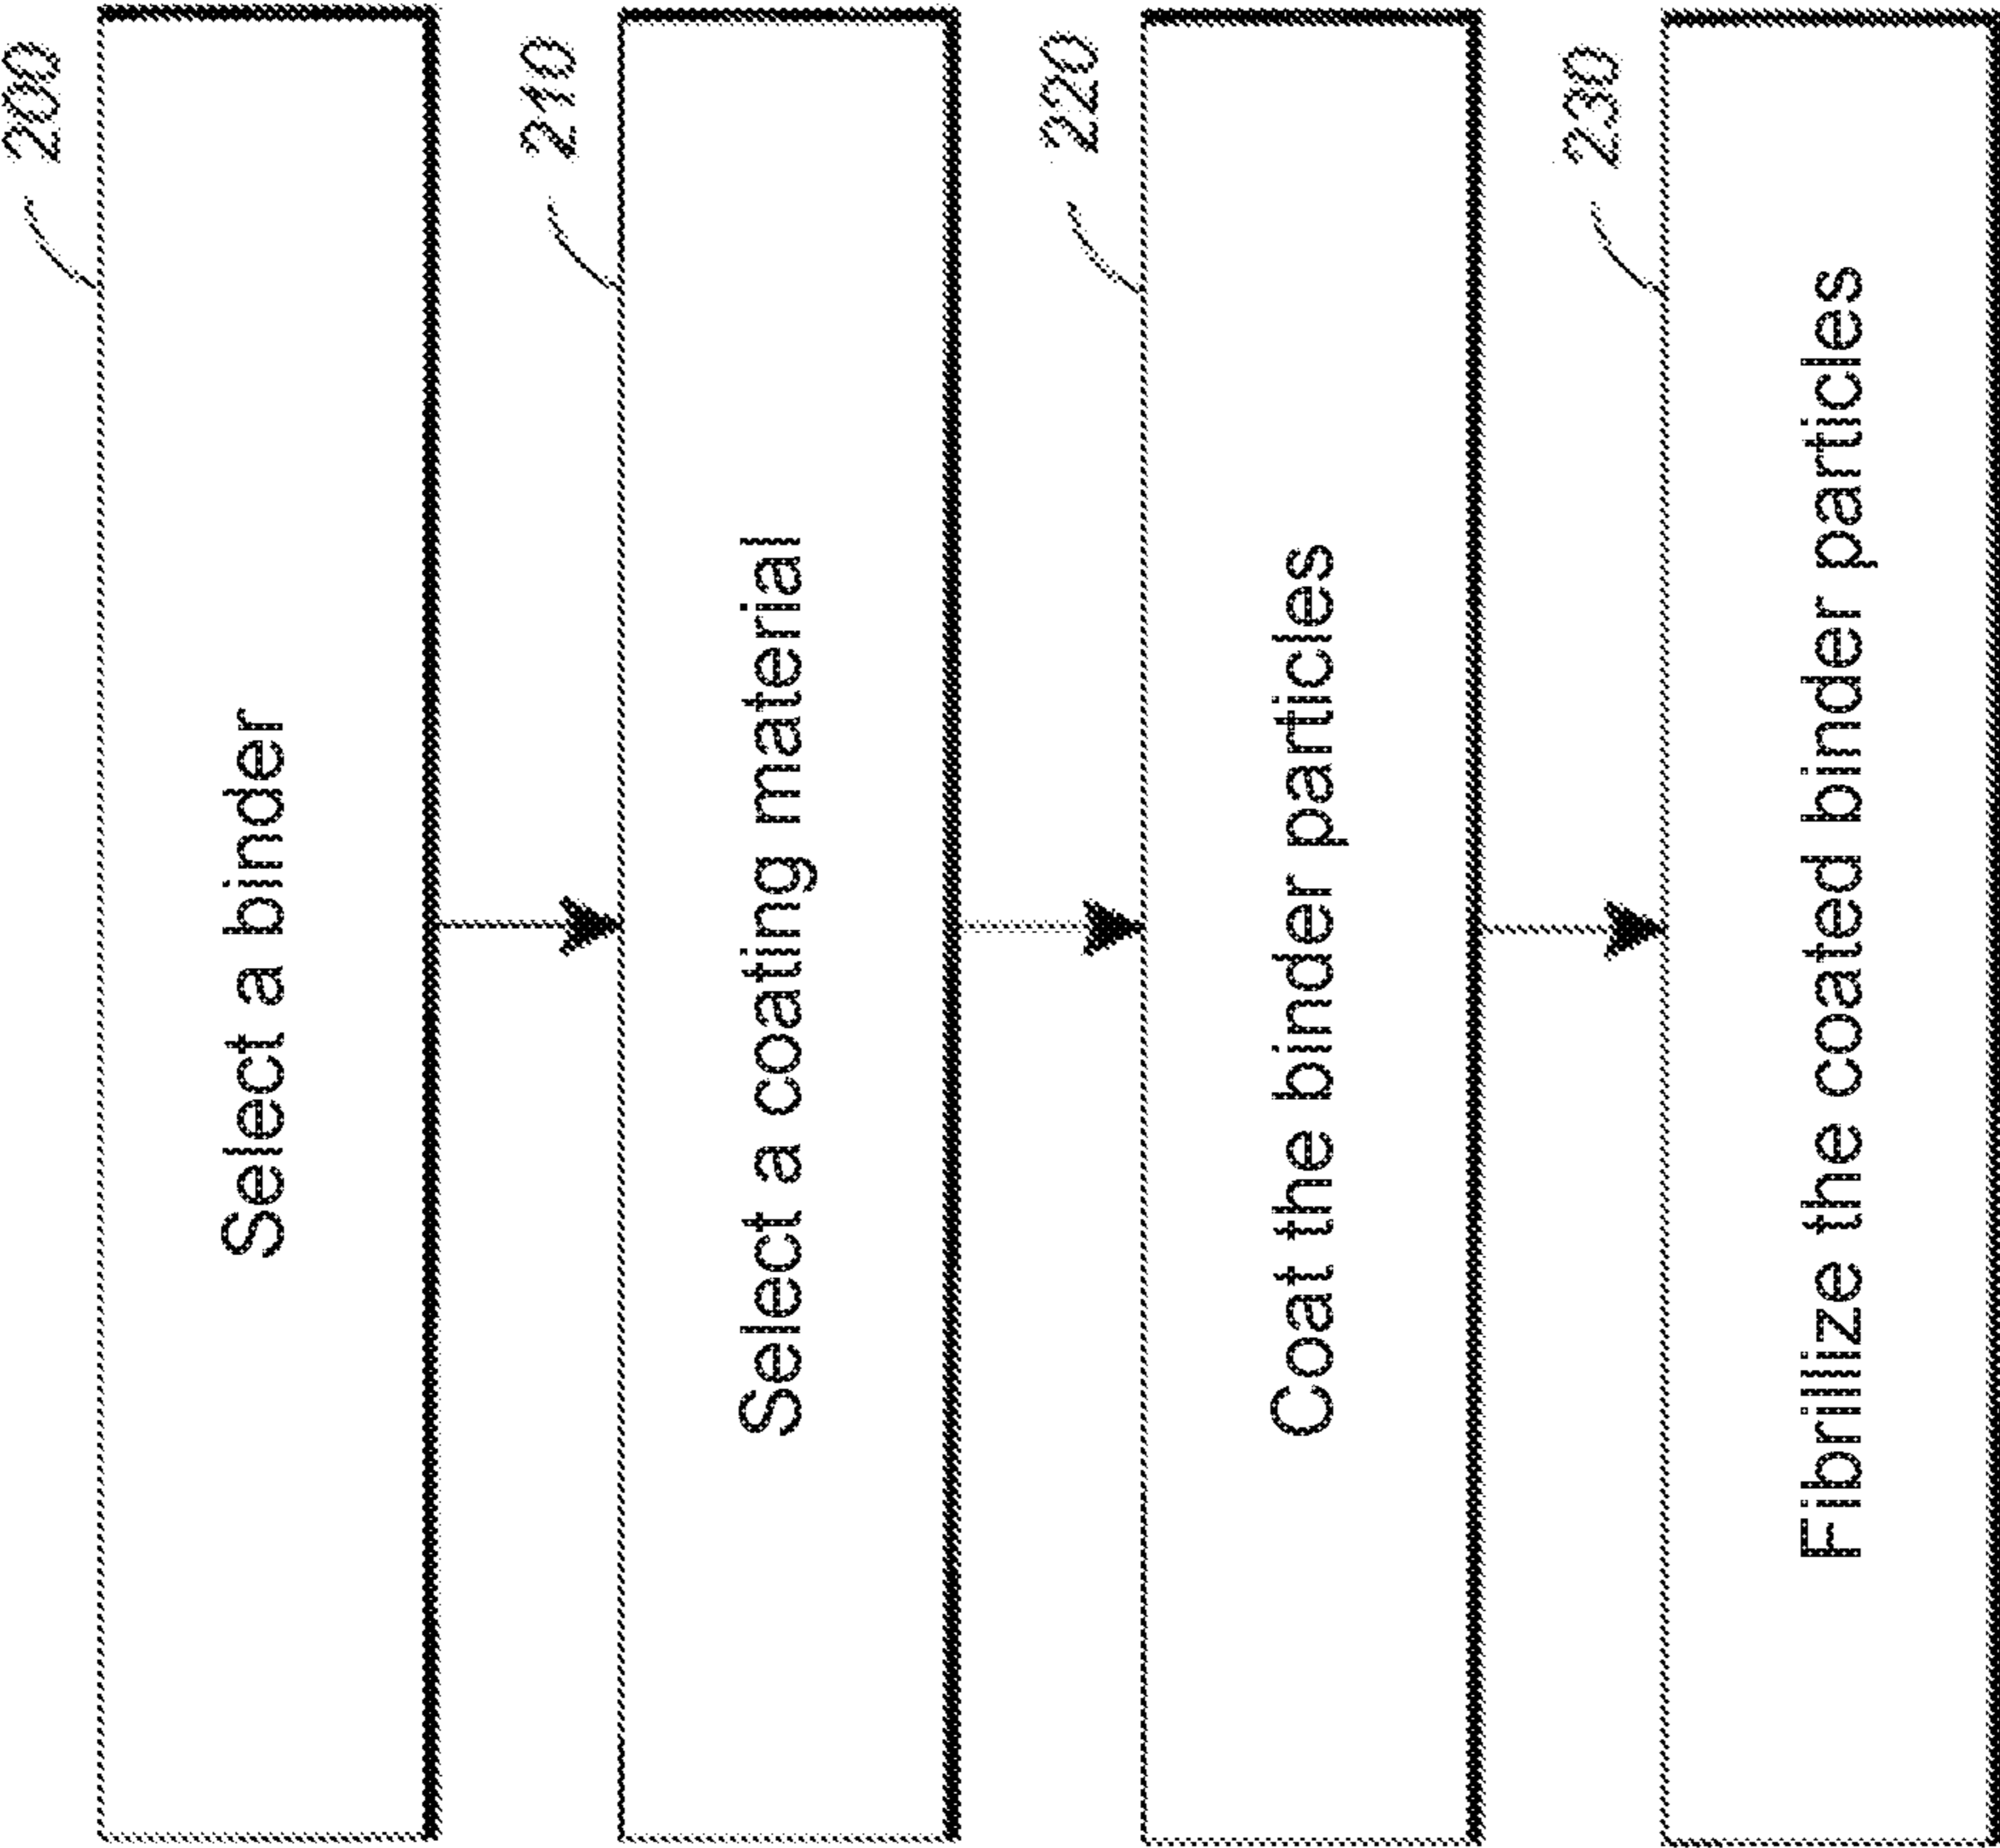 200
Select a binder
210
Select a coating material
220
Coat the binder particles
230
Fibrillize the coated binder particles